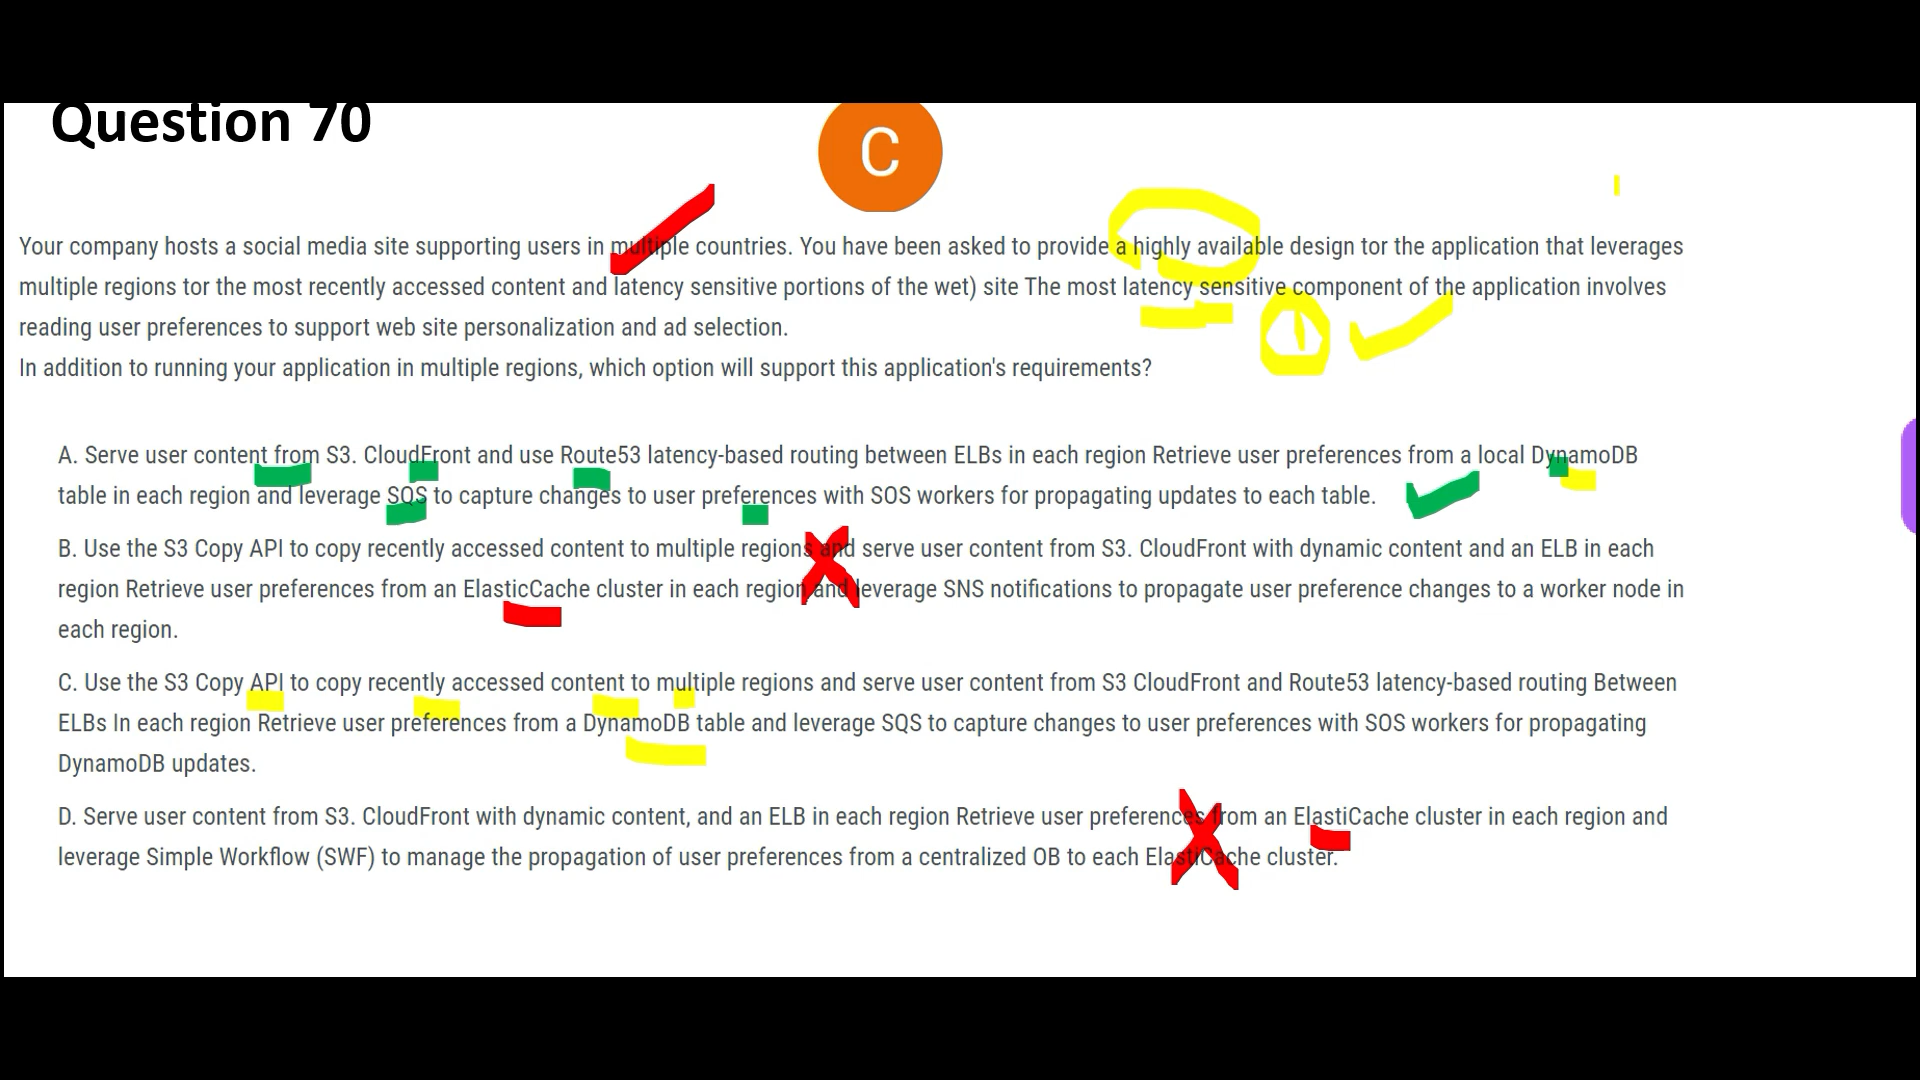 Question 70
C
Your company hosts a social media site supporting users in multiple countries. You have been asked to provide a highly available design tor the application that leverages
multiple regions tor the most recently accessed content and latency sensitive portions of the wet) site The most latency sensitive component of the application involves
reading user preferences to support web site personalization and ad selection.
In addition to running your application in multiple regions, which option will support this application's requirements?
A. Serve user content from S3. CloudFront and use Route53 latency-based routing between ELBs in each region Retrieve user preferences from a local DynamoDB
table in each region and leverage SQS to capture changes to user preferences with SOS workers for propagating updates to each table.
B. Use the S3 Copy API to copy recently accessed content to multiple regions and serve user content from S3. CloudFront with dynamic content and an ELB in each
region Retrieve user preferences from an ElasticCache cluster in each region and leverage SNS notifications to propagate user preference changes to a worker node in
each region.
C. Use the S3 Copy API to copy recently accessed content to multiple regions and serve user content from S3 CloudFront and Route53 latency-based routing Between
ELBs In each region Retrieve user preferences from a DynamoDB table and leverage SQS to capture changes to user preferences with SOS workers for propagating
DynamoDB updates.
D. Serve user content from S3. CloudFront with dynamic content, and an ELB in each region Retrieve user preferences from an ElastiCache cluster in each region and
leverage Simple Workflow (SWF) to manage the propagation of user preferences from a centralized OB to each ElastiCache cluster.